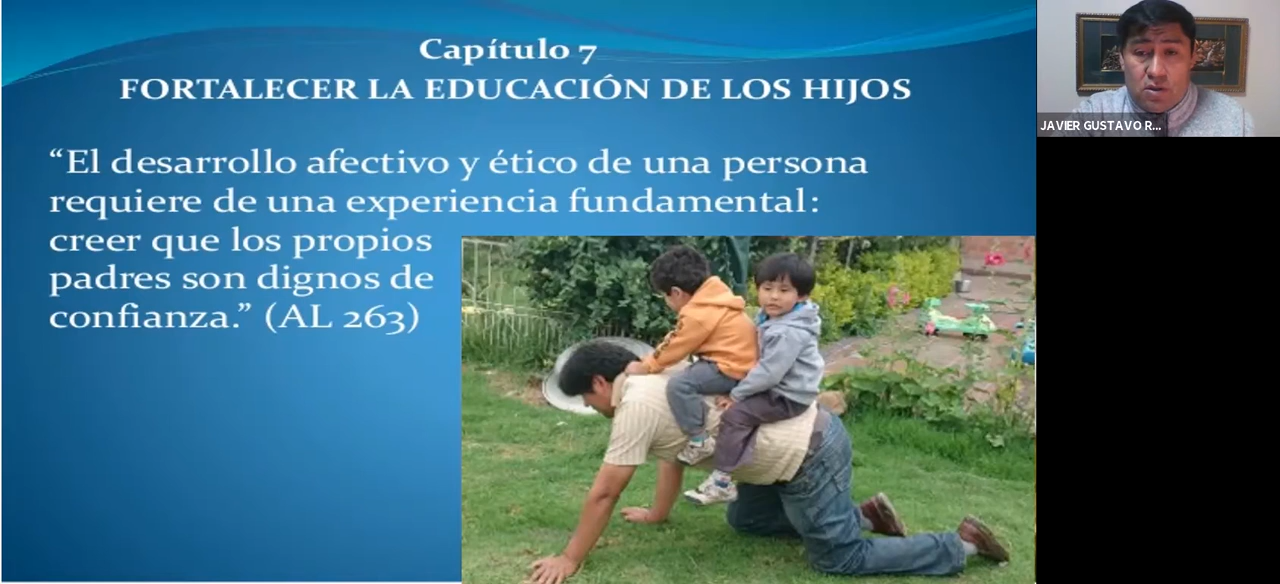 Capítulo 7
FORTALECER LA EDUCACIÓN DE LOS HIJOS
“El desarrollo afectivo y ético de una persona
requiere de una experiencia fundamental:
creer que los propios
padres son dignos de
confianza.” (AL 263)
JAVIER GUSTAVO R...